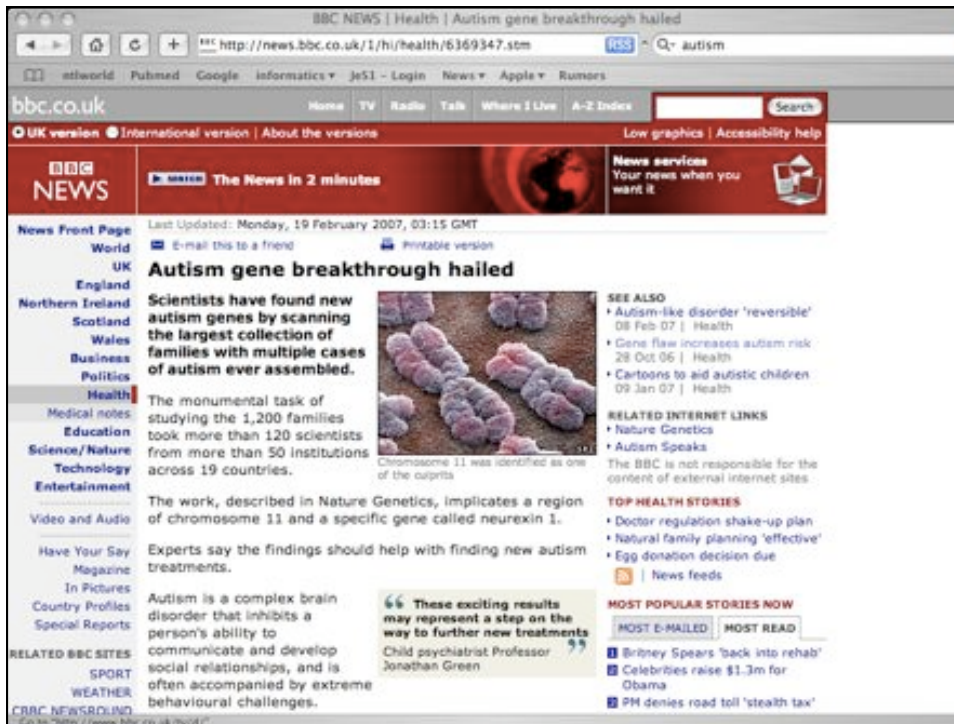 BBC NEWS | Health | Autism gene breakthrough hailed
http://news.bbc.co.uk/1/hi/health/6369347.stm RSS autism
ntlworld Pubmed Google informatics JeS1 - Login News Apple Rumors
bbc.co.uk Home TV Radio Talk Where I Live A-Z Index Search
UK version International version | About the versions Low graphics | Accessibility help
BBC
NEWS
WATCH The News in 2 minutes
News services
Your news when you
want it
News Front Page
World
UK
England
Northern Ireland
Scotland
Wales
Business
Politics
Health
Medical notes
Education
Science/Nature
Technology
Entertainment
Video and Audio
Have Your Say
Magazine
In Pictures
Country Profiles
Special Reports
RELATED BBC SITES
SPORT
WEATHER
CBBC NEWSROUND
Last Updated: Monday, 19 February 2007, 03:15 GMT
E-mail this to a friend Printable version
Autism gene breakthrough hailed
Scientists have found new
autism genes by scanning
the largest collection of
families with multiple cases
of autism ever assembled.
The monumental task of
studying the 1,200 families
took more than 120 scientists
from more than 50 institutions
across 19 countries.
Chromosome 11 was identified as one
of the culprits
The work, described in Nature Genetics, implicates a region
of chromosome 11 and a specific gene called neurexin 1.
Experts say the findings should help with finding new autism
treatments.
Autism is a complex brain
disorder that inhibits a
person's ability to
communicate and develop
social relationships, and is
often accompanied by extreme
behavioural challenges.
“ These exciting results
may represent a step on the
way to further new treatments ”
Child psychiatrist Professor
Jonathan Green
SEE ALSO
Autism-like disorder 'reversible'
08 Feb 07 | Health
Gene flaw increases autism risk
28 Oct 06 | Health
Cartoons to aid autistic children
09 Jan 07 | Health
RELATED INTERNET LINKS
Nature Genetics
Autism Speaks
The BBC is not responsible for the
content of external internet sites
TOP HEALTH STORIES
Doctor regulation shake-up plan
Natural family planning 'effective'
Egg donation decision due
| News feeds
MOST POPULAR STORIES NOW
MOST E-MAILED MOST READ
1 Britney Spears 'back into rehab'
2 Celebrities raise $1.3m for
Obama
3 PM denies road toll 'stealth tax'